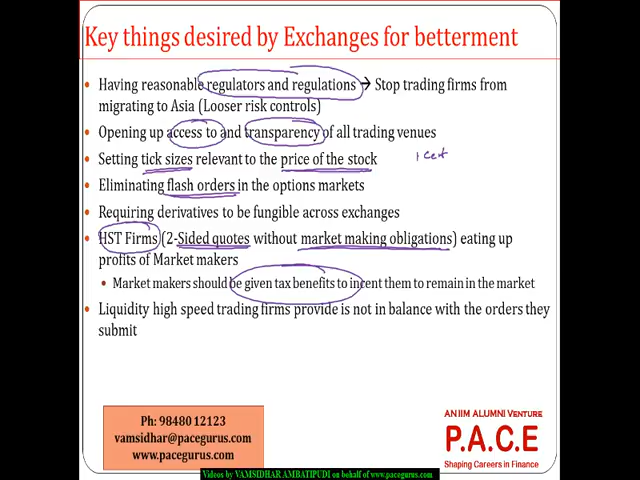 Key things desired by Exchanges for betterment
• Having reasonable regulators and regulations → Stop trading firms from
migrating to Asia (Looser risk controls)
• Opening up access to and transparency of all trading venues
• Setting tick sizes relevant to the price of the stock
1 cent
• Eliminating flash orders in the options markets
• Requiring derivatives to be fungible across exchanges
• HST Firms (2-Sided quotes without market making obligations) eating up
profits of Market makers
• Market makers should be given tax benefits to incent them to remain in the market
• Liquidity high speed trading firms provide is not in balance with the orders they
submit
Ph: 98480 12123
vamsidhar@pacegurus.com
www.pacegurus.com
AN IIM ALUMNI VENTURE
P.A.C.E
Shaping Careers in Finance
Videos by VAMSIDHAR AMBATIPUDI on behalf of www.pacegurus.com